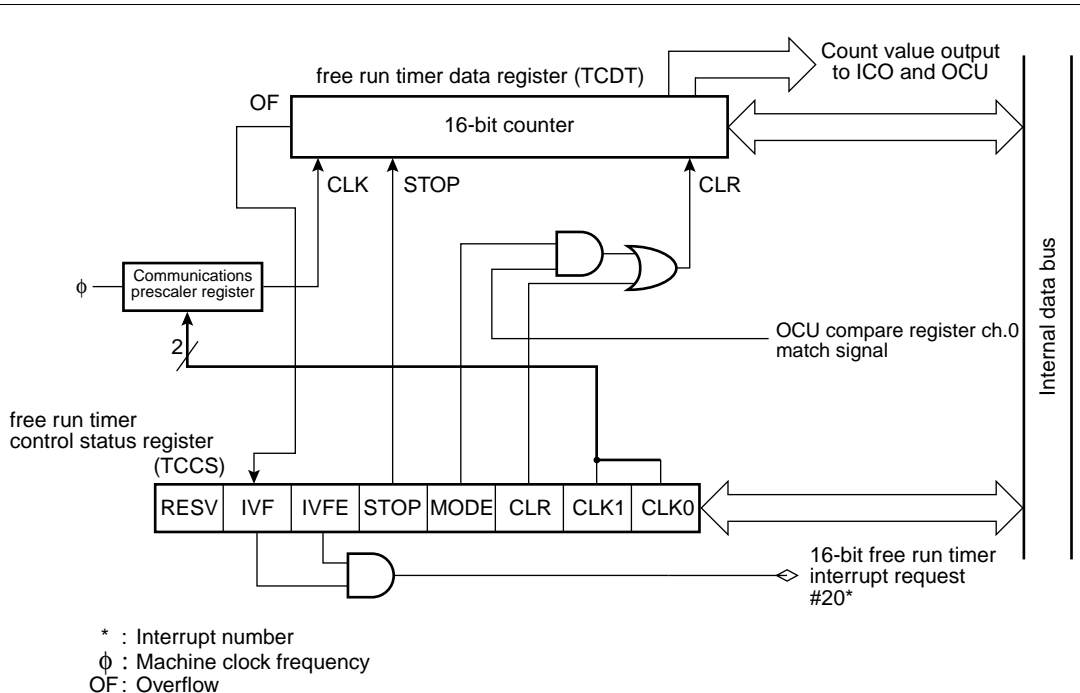 Count value output
to ICO and OCU
free run timer data register (TCDT)
OF
16-bit counter
CLK
STOP
CLR
Communications
prescaler register
ϕ
OCU compare register ch.0
match signal
Internal data bus
2
free run timer
control status register
(TCCS)
RESV IVF IVFE STOP MODE CLR CLK1 CLK0
16-bit free run timer
interrupt request
#20*
* : Interrupt number
ϕ : Machine clock frequency
OF : Overflow